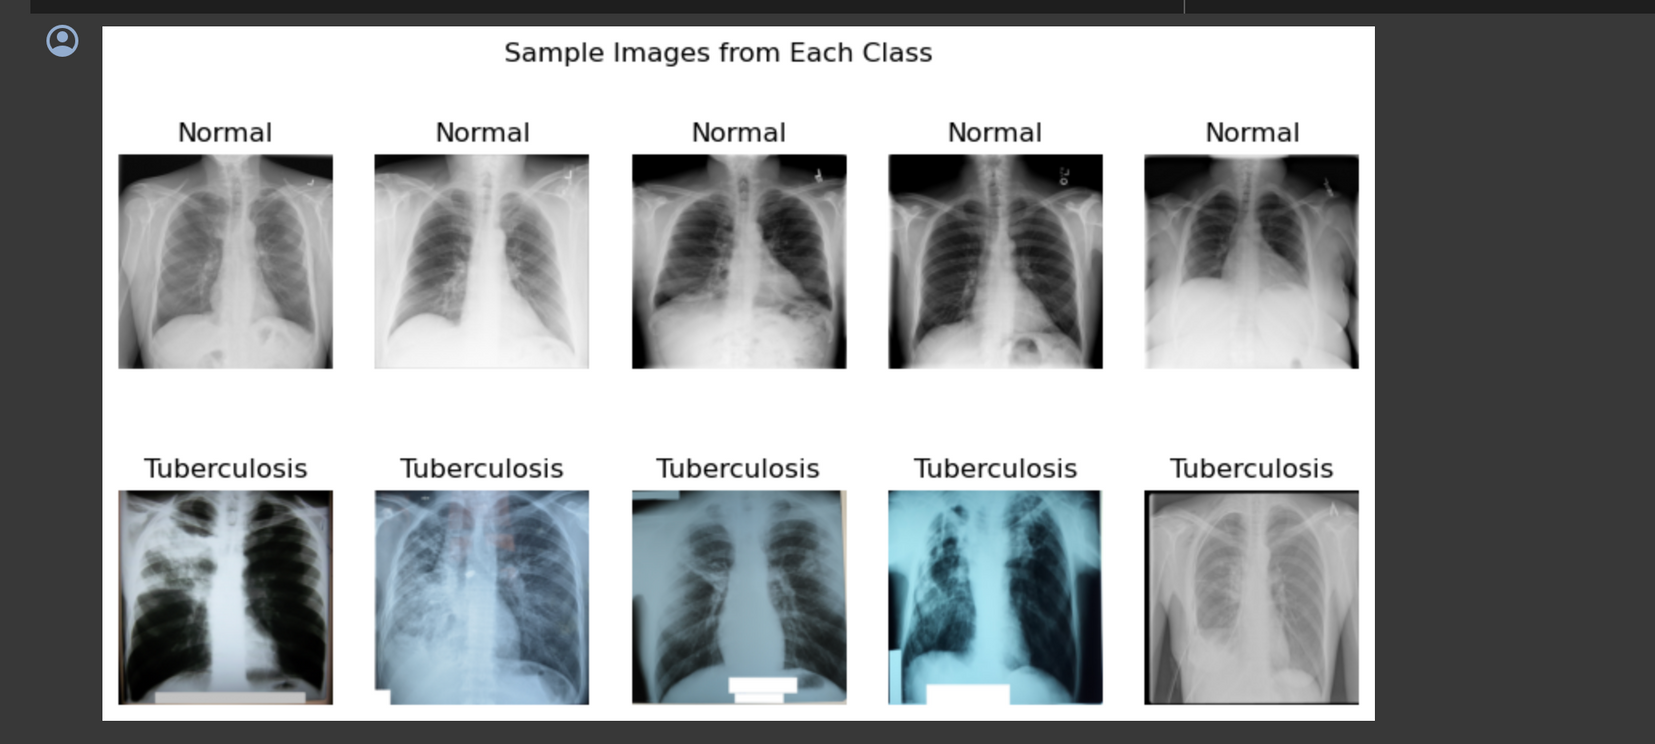 Sample Images from Each Class
Normal Normal Normal Normal Normal
Tuberculosis Tuberculosis Tuberculosis Tuberculosis Tuberculosis